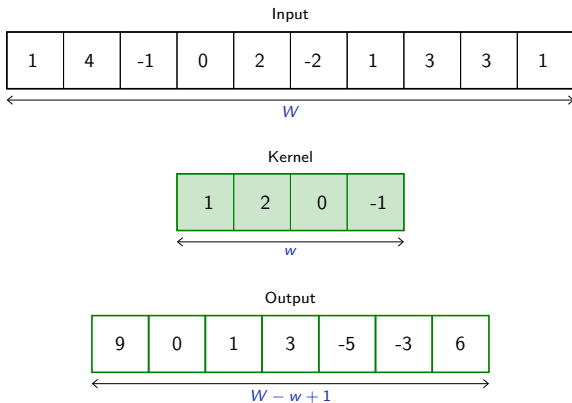 Input
1 4 -1 0 2 -2 1 3 3 1
W
Kernel
1 2 0 -1
w
Output
9 0 1 3 -5 -3 6
W − w + 1